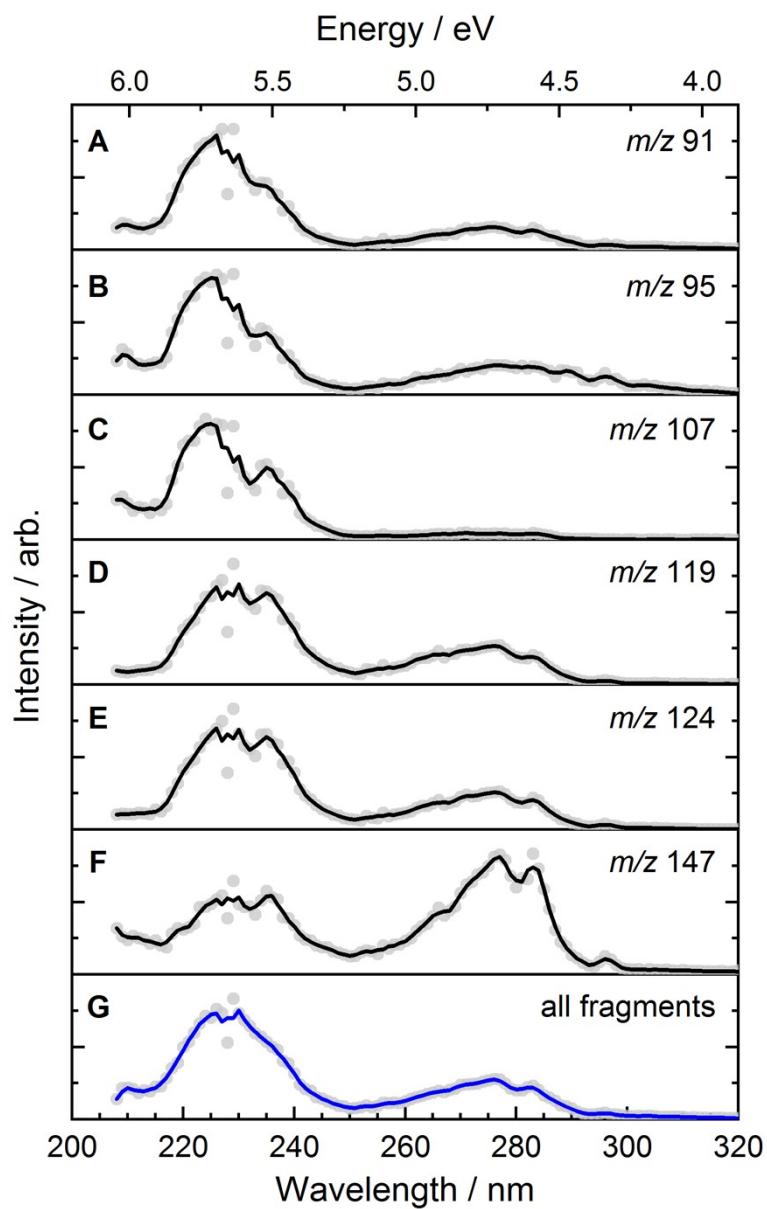 Energy / eV
6.0 5.5 5.0 4.5 4.0
A m/z 91
B m/z 95
C m/z 107
D m/z 119
E m/z 124
F m/z 147
G all fragments
Intensity / arb.
200 220 240 260 280 300 320
Wavelength / nm